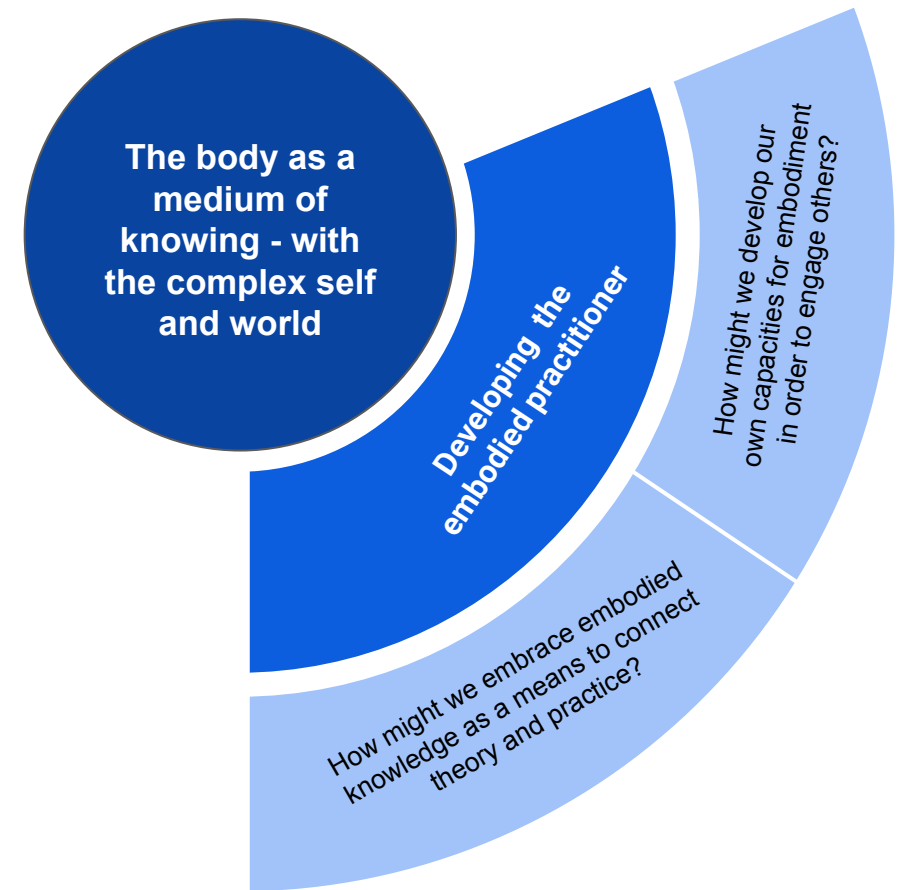 The body as a
medium of
knowing - with
the complex self
and world
Developing the
embodied practitioner
How might we develop our
own capacities for embodiment
in order to engage others?
How might we embrace embodied
knowledge as a means to connect
theory and practice?